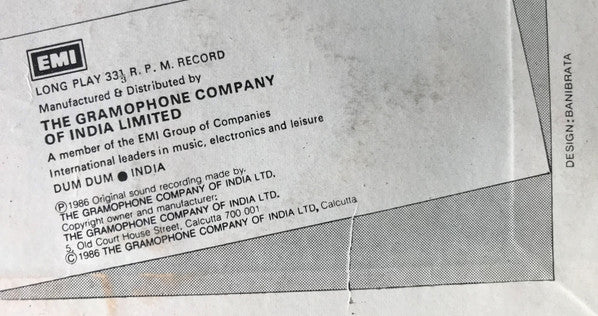 EMI
LONG PLAY 33⅓ R. P. M. RECORD
Manufactured & Distributed by
THE GRAMOPHONE COMPANY
OF INDIA LIMITED
A member of the EMI Group of Companies
International leaders in music, electronics and leisure
DUM DUM ● INDIA
Ⓟ1986 Original sound recording made by.
THE GRAMOPHONE COMPANY OF INDIA LTD.
Copyright owner and manufacturer:
THE GRAMOPHONE COMPANY OF INDIA LTD.
5, Old Court House Street, Calcutta 700 001
©1986 THE GRAMOPHONE COMPANY OF INDIA LTD, Calcutta
DESIGN: BANIBRATA